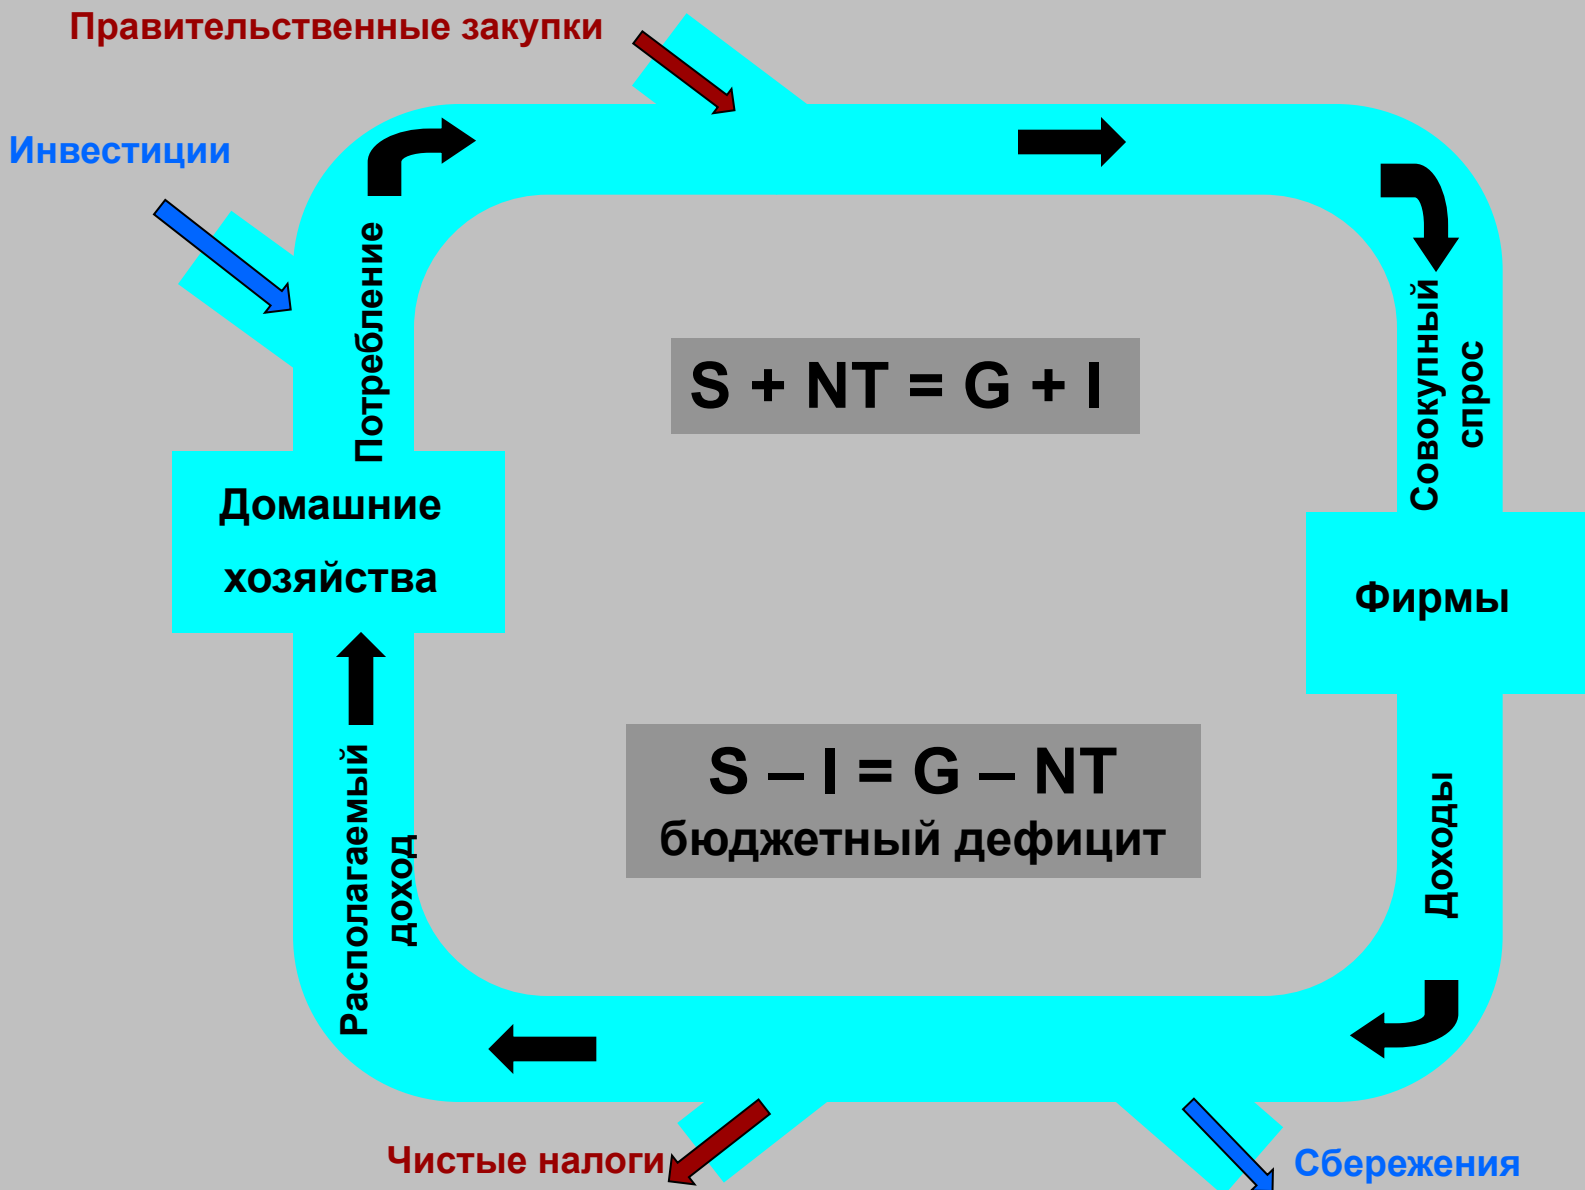 Правительственные закупки
Инвестиции
Потребление
Совокупный
спрос
S + NT = G + I
Домашние
хозяйства
Фирмы
S – I = G – NT
бюджетный дефицит
Располагаемый
доход
Доходы
Чистые налоги
Сбережения